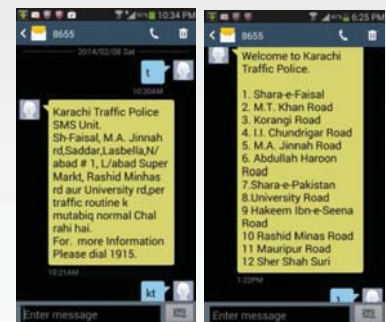 10:34 PM
8655
2014/02/08 Sat
t
10:20AM
Karachi Traffic Police
SMS Unit.
Sh-Faisal, M.A. Jinnah
rd,Saddar,Lasbella,N/
abad # 1, L/abad Super
Markt, Rashid Minhas
rd aur University rd,per
traffic routine k
mutabiq normal Chal
rahi hai.
For. more Information
Please dial 1915.
10:21AM
kt
Enter message
6:25 PM
8655
Welcome to Karachi
Traffic Police.
1. Shara-e-Faisal
2. M.T. Khan Road
3. Korangi Road
4. I.I. Chundrigar Road
5. M.A. Jinnah Road
6. Abdullah Haroon
Road
7.Shara-e-Pakistan
8.University Road
9 Hakeem Ibn-e-Seena
Road
10 Rashid Minas Road
11 Mauripur Road
12 Sher Shah Suri
1:22PM
1
Enter message